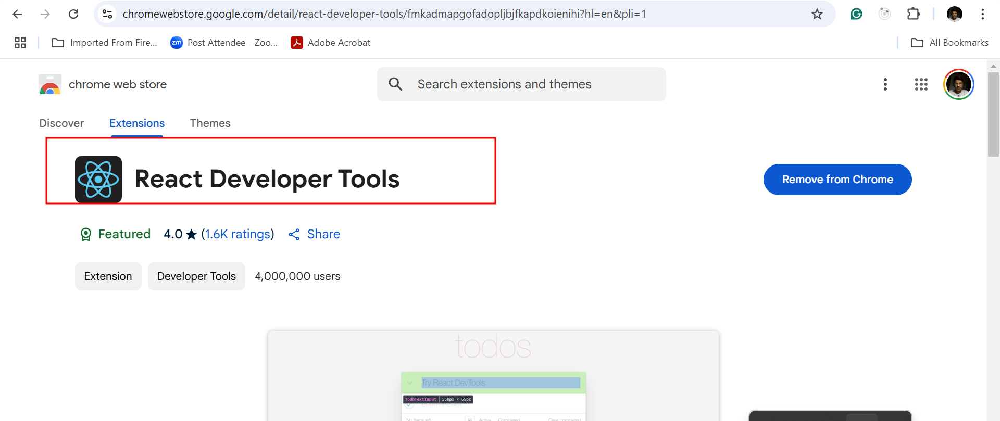 chromewebstore.google.com/detail/react-developer-tools/fmkadmapgofadopljbjfkapdkoienihi?hl=en&pli=1
Imported From Fire... zm Post Attendee - Zoo... Adobe Acrobat All Bookmarks
chrome web store Search extensions and themes
Discover Extensions Themes
React Developer Tools Remove from Chrome
Featured 4.0 ★ (1.6K ratings) Share
Extension Developer Tools 4,000,000 users
todos
Try React DevTools
TodoTextInput | 550px × 65px
No items left All Active Completed Clear completed